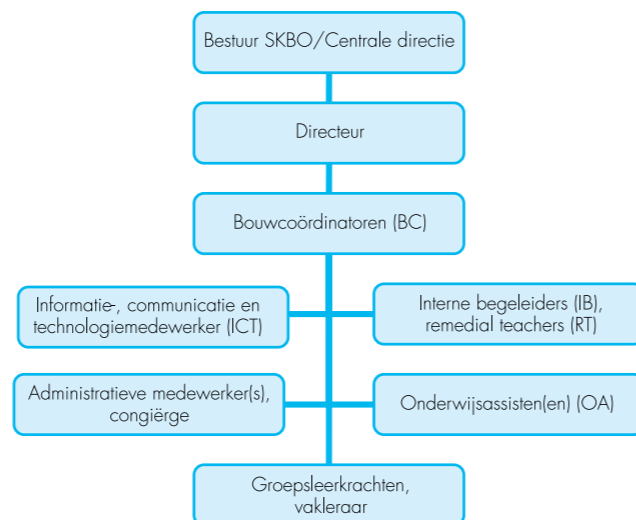 Bestuur SKBO/Centrale directie
Directeur
Bouwcoördinatoren (BC)
Informatie-, communicatie en
technologiemedewerker (ICT)
Interne begeleiders (IB),
remedial teachers (RT)
Administratieve medewerker(s),
congiërge
Onderwijsassisten(en) (OA)
Groepsleerkrachten,
vakleraar